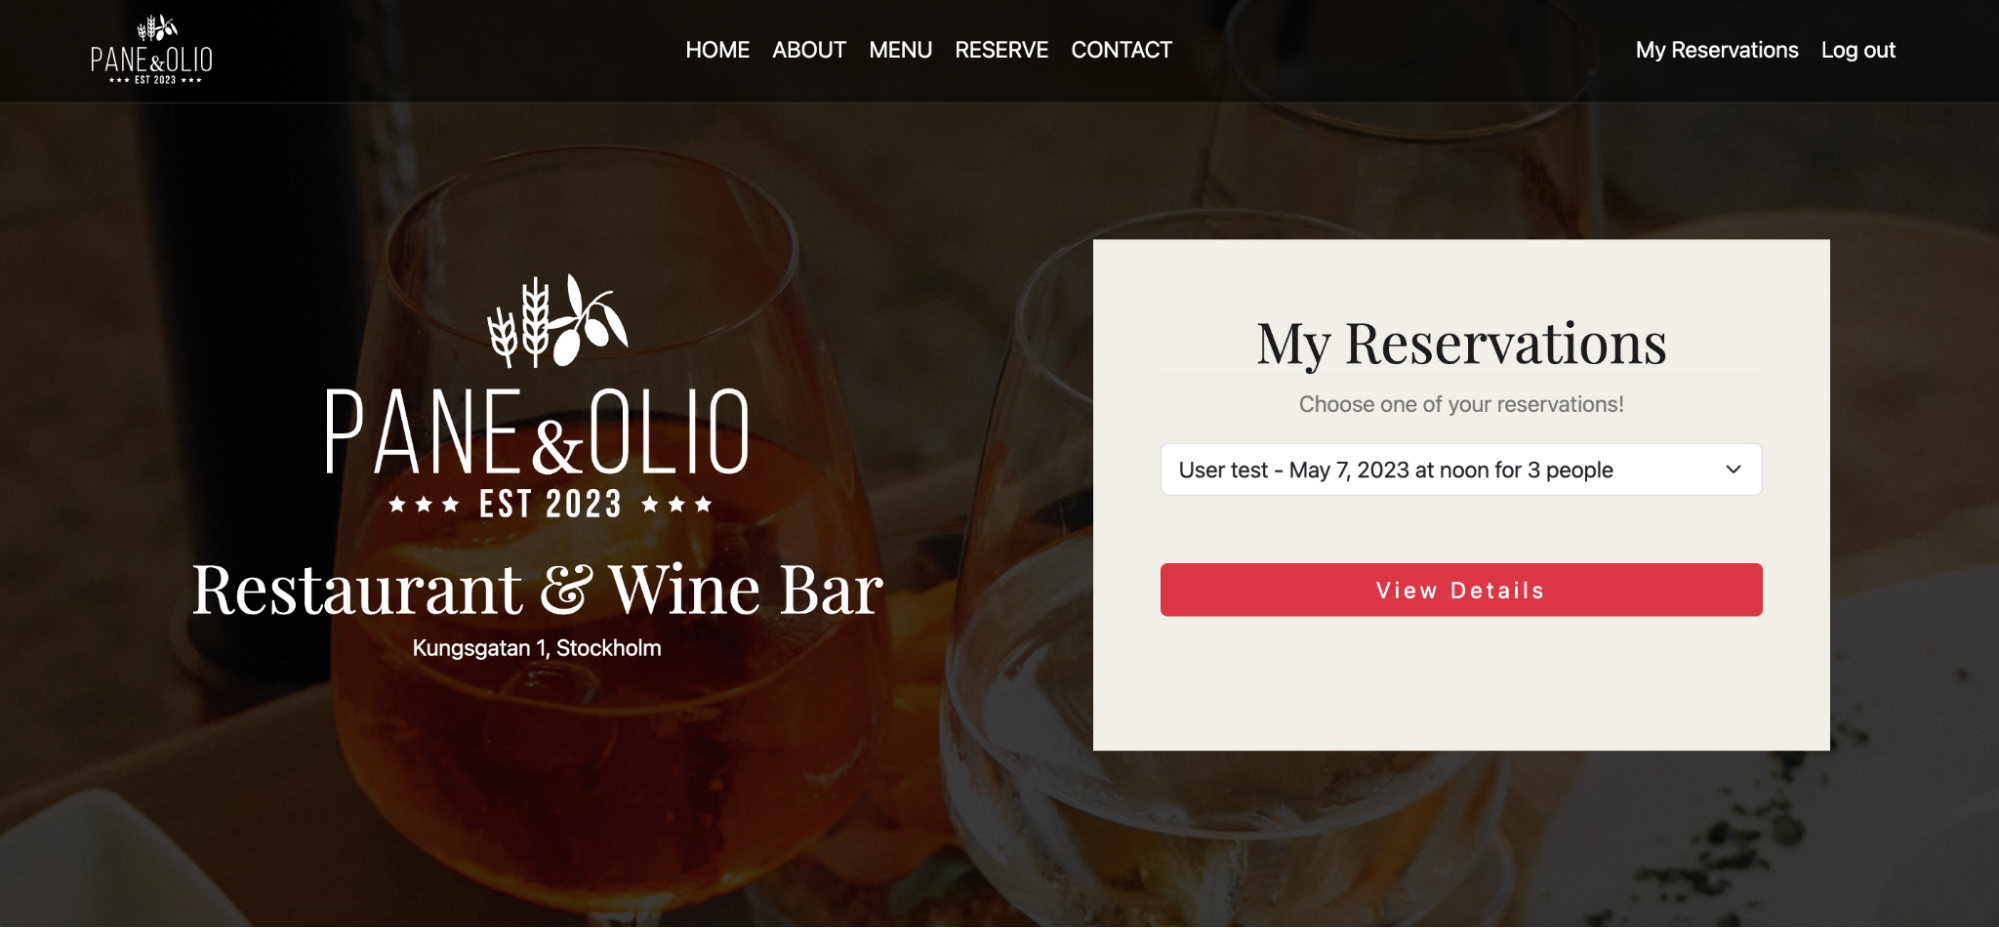 PANE&OLIO
EST 2023
HOME ABOUT MENU RESERVE CONTACT
My Reservations Log out
PANE&OLIO
EST 2023
Restaurant & Wine Bar
Kungsgatan 1, Stockholm
My Reservations
Choose one of your reservations!
User test - May 7, 2023 at noon for 3 people
View Details